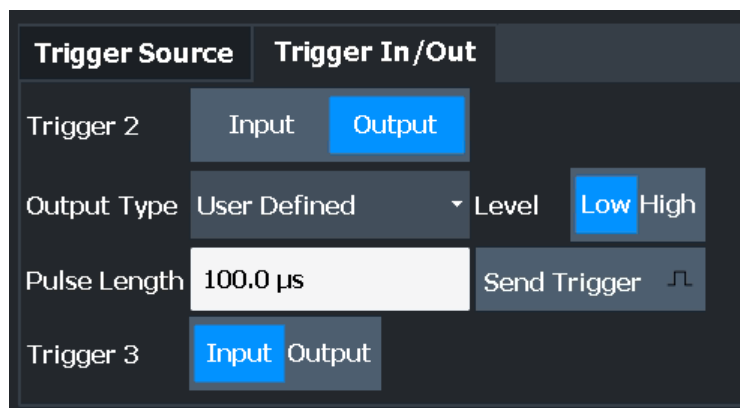 Trigger Source Trigger In/Out
Trigger 2 Input Output
Output Type User Defined Level Low High
Pulse Length 100.0 µs Send Trigger
Trigger 3 Input Output